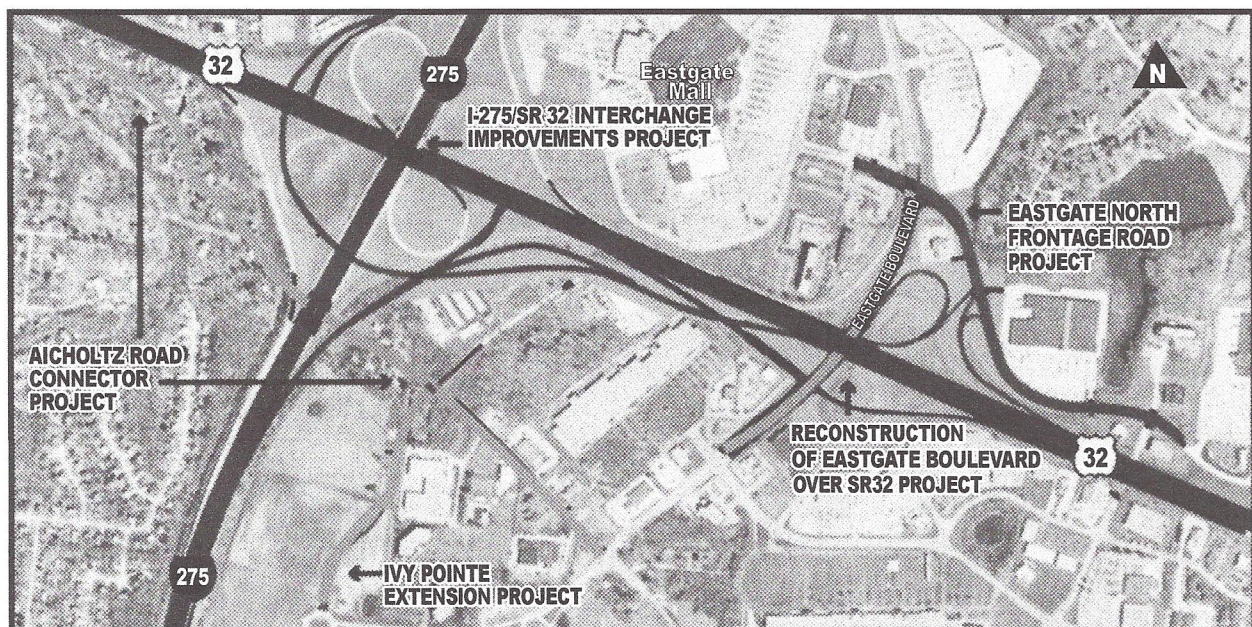 32
275
Eastgate
Mall
N
I-275/SR 32 INTERCHANGE
IMPROVEMENTS PROJECT
EASTGATE BOULEVARD
EASTGATE NORTH
FRONTAGE ROAD
PROJECT
AICHOLTZ ROAD
CONNECTOR
PROJECT
RECONSTRUCTION
OF EASTGATE BOULEVARD
OVER SR32 PROJECT
32
275
IVY POINTE
EXTENSION PROJECT